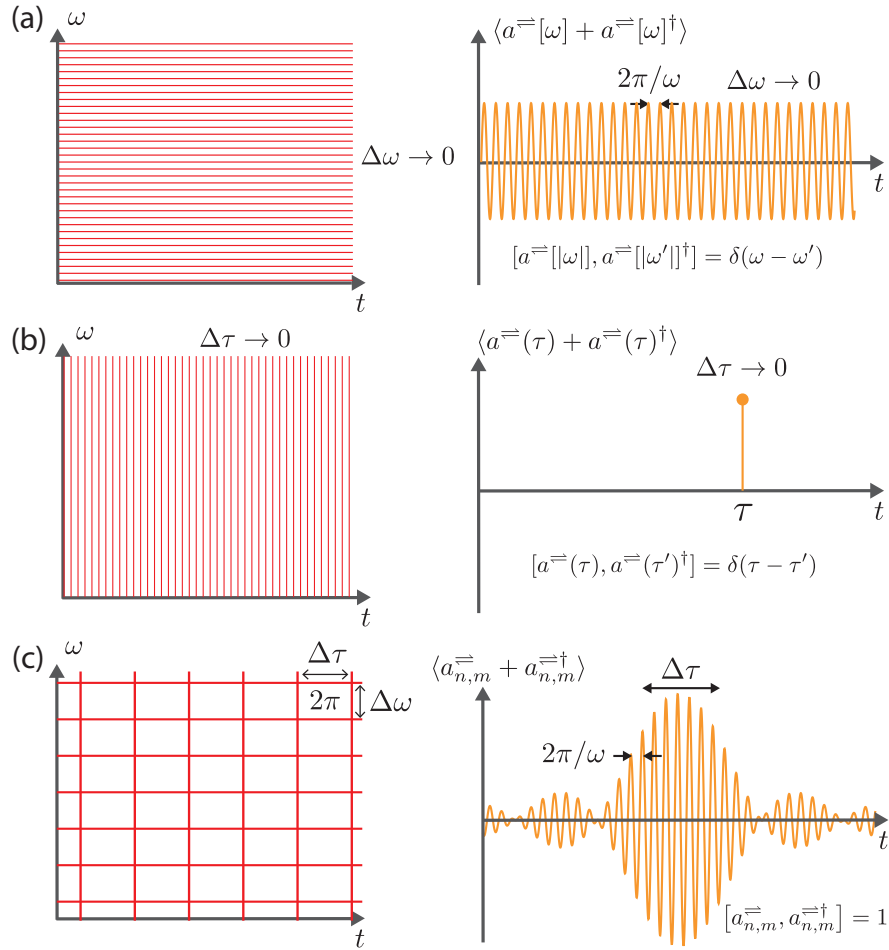 (a)
ω
Δω → 0
t
⟨a^⇌[ω] + a^⇌[ω]^†⟩
2π/ω
Δω → 0
t
[a^⇌[|ω|], a^⇌[|ω′|]^†] = δ(ω − ω′)
(b)
ω
Δτ → 0
t
⟨a^⇌(τ) + a^⇌(τ)^†⟩
Δτ → 0
τ
t
[a^⇌(τ), a^⇌(τ′)^†] = δ(τ − τ′)
(c)
ω
Δτ
2π
Δω
t
⟨a^⇌_{n,m} + a^{⇌†}_{n,m}⟩
Δτ
2π/ω
t
[a^⇌_{n,m}, a^{⇌†}_{n,m}] = 1